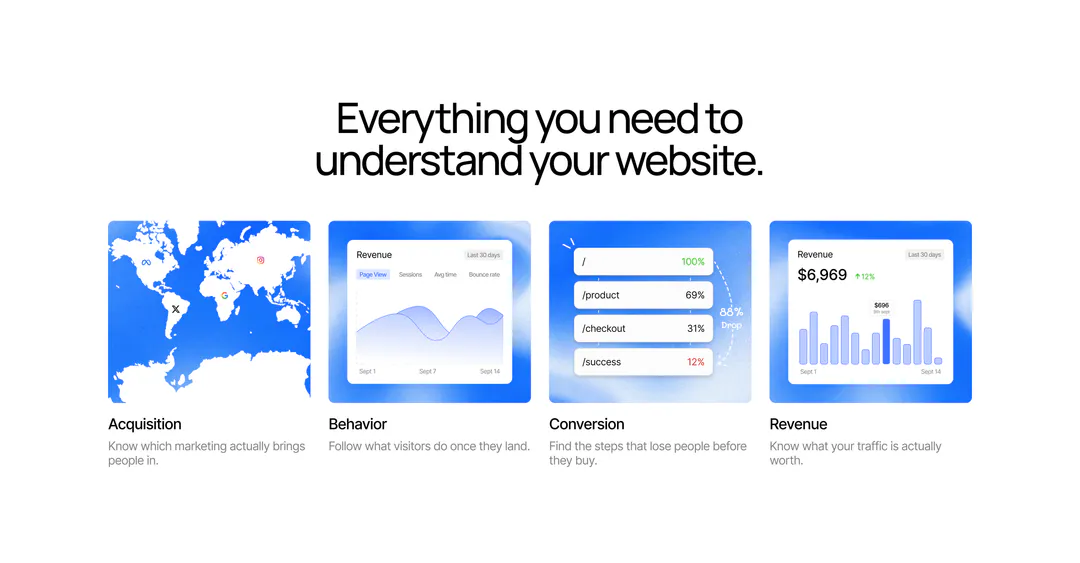 Everything you need to
understand your website.
Revenue
Last 30 days
Page View
Sessions
Avg time
Bounce rate
Sept 1
Sept 7
Sept 14
/
100%
/product
69%
/checkout
31%
/success
12%
88%
Drop
Revenue
Last 30 days
$6,969
↑12%
$696
9th sept
Sept 1
Sept 14
Acquisition
Know which marketing actually brings
people in.
Behavior
Follow what visitors do once they land.
Conversion
Find the steps that lose people before
they buy.
Revenue
Know what your traffic is actually
worth.